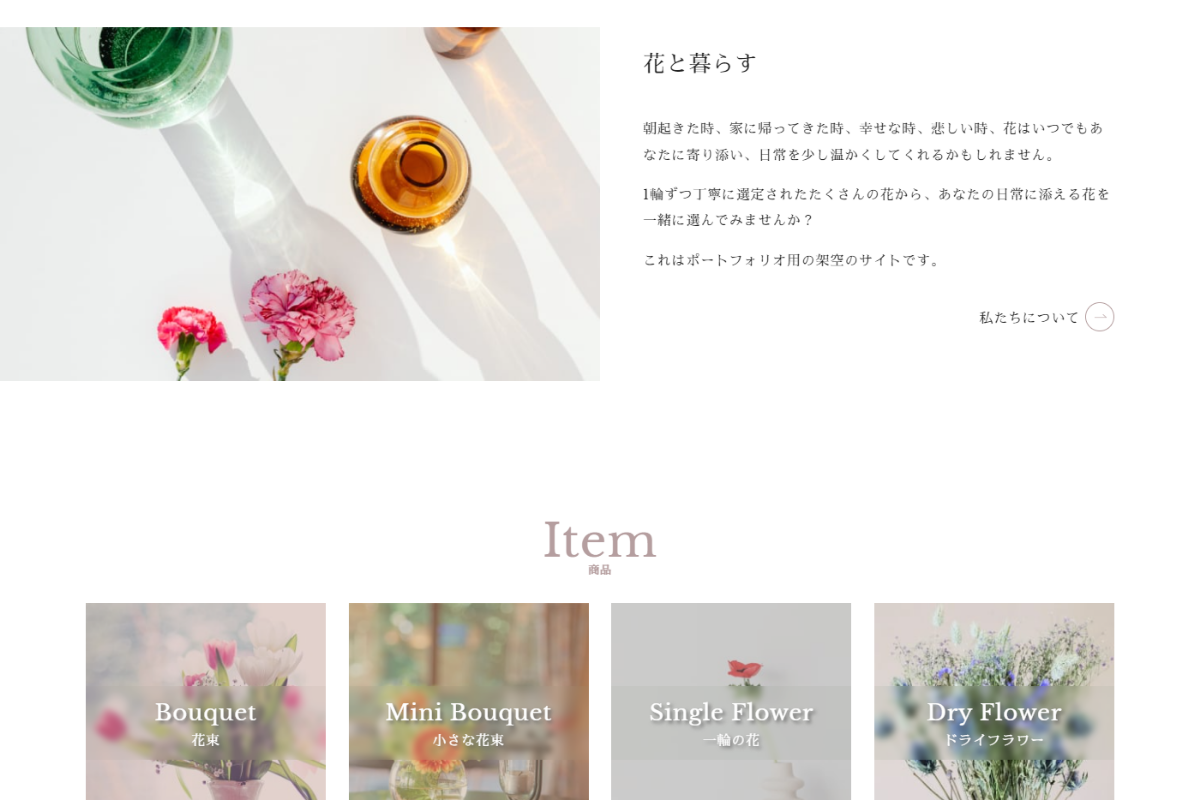 花と暮らす
朝起きた時、家に帰ってきた時、幸せな時、悲しい時、花はいつでもあ
なたに寄り添い、日常を少し温かくしてくれるかもしれません。
1輪ずつ丁寧に選定されたたくさんの花から、あなたの日常に添える花を
一緒に選んでみませんか？
これはポートフォリオ用の架空のサイトです。
私たちについて
Item
商品
Bouquet
花束
Mini Bouquet
小さな花束
Single Flower
一輪の花
Dry Flower
ドライフラワー